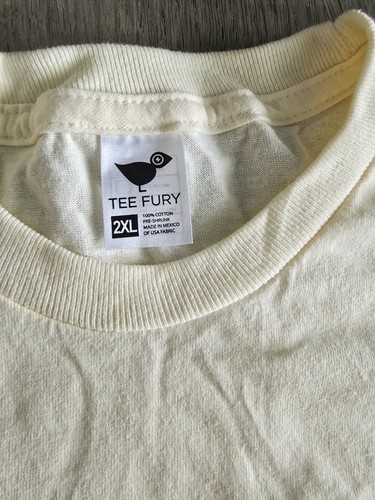 TEE FURY
2XL
100% COTTON
PRE-SHRUNK
MADE IN MEXICO
OF USA FABRIC